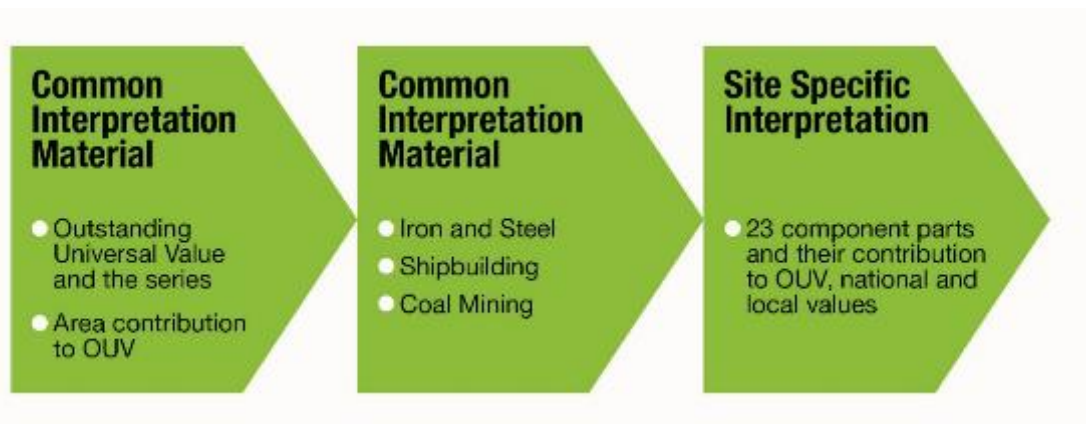 Common
Interpretation
Material
Outstanding
Universal Value
and the series
Area contribution
to OUV
Common
Interpretation
Material
Iron and Steel
Shipbuilding
Coal Mining
Site Specific
Interpretation
23 component parts
and their contribution
to OUV, national and
local values